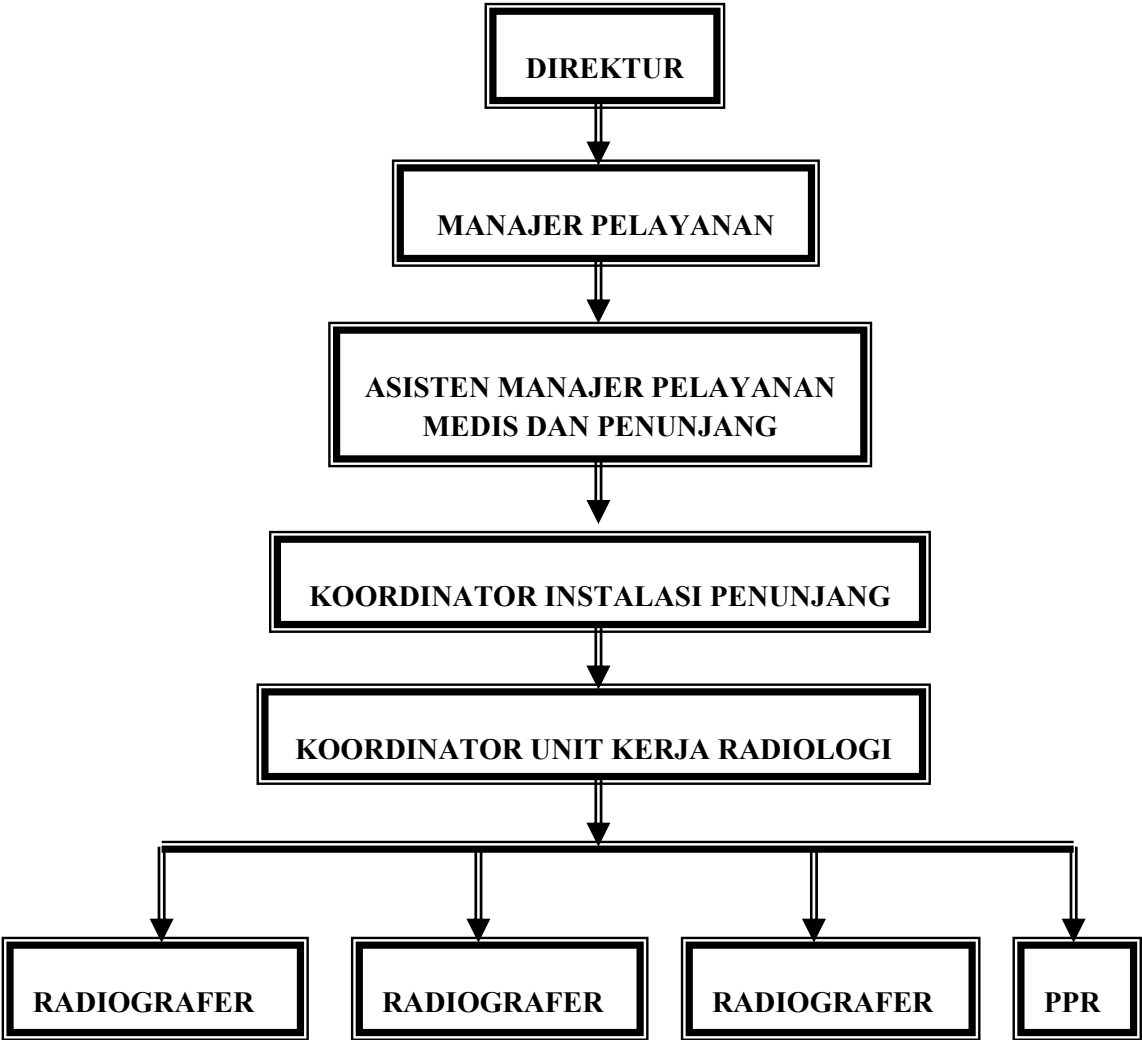 DIREKTUR
MANAJER PELAYANAN
ASISTEN MANAJER PELAYANAN
MEDIS DAN PENUNJANG
KOORDINATOR INSTALASI PENUNJANG
KOORDINATOR UNIT KERJA RADIOLOGI
RADIOGRAFER
RADIOGRAFER
RADIOGRAFER
PPR